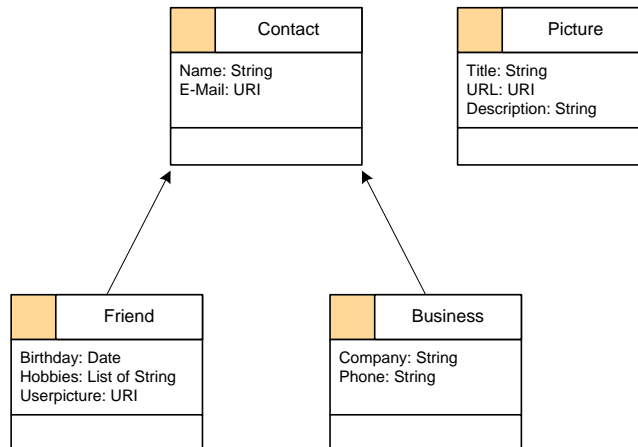 Contact
Name: String
E-Mail: URI
Picture
Title: String
URL: URI
Description: String
Friend
Birthday: Date
Hobbies: List of String
Userpicture: URI
Business
Company: String
Phone: String